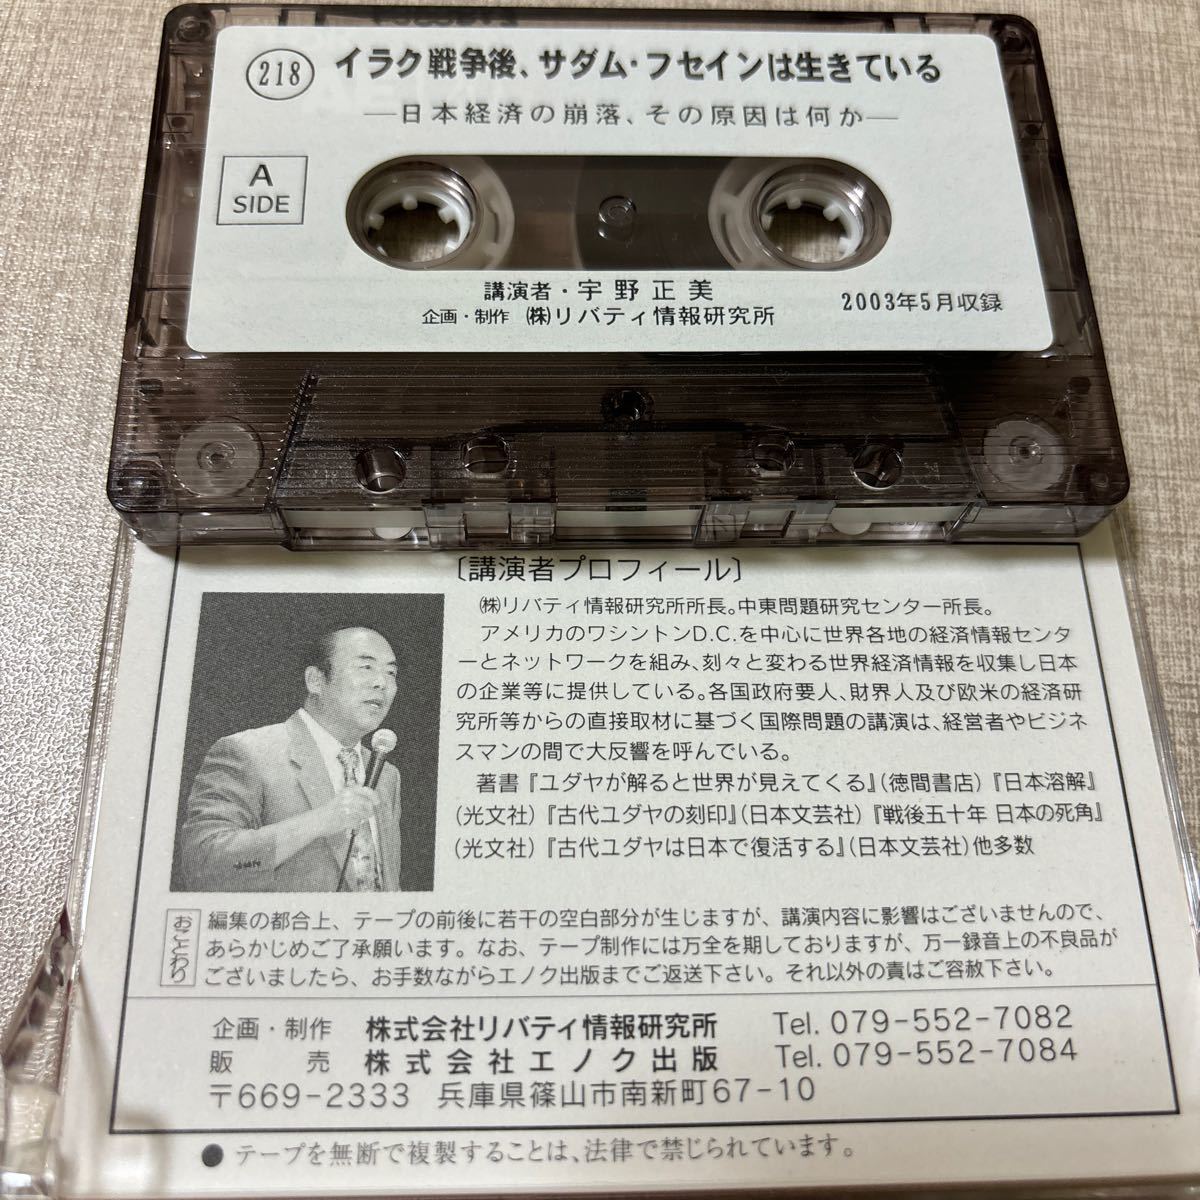 218 イラク戦争後、サダム・フセインは生きている
―日本経済の崩落、その原因は何か―
A
SIDE
講演者・宇野正美
企画・制作 ㈱リバティ情報研究所
2003年5月収録
〔講演者プロフィール〕
㈱リバティ情報研究所所長。中東問題研究センター所長。
アメリカのワシントンD.C.を中心に世界各地の経済情報センタ
ーとネットワークを組み、刻々と変わる世界経済情報を収集し日本
の企業等に提供している。各国政府要人、財界人及び欧米の経済研
究所等からの直接取材に基づく国際問題の講演は、経営者やビジネ
スマンの間で大反響を呼んでいる。
著書『ユダヤが解ると世界が見えてくる』(徳間書店)『日本溶解』
(光文社)『古代ユダヤの刻印』(日本文芸社)『戦後五十年 日本の死角』
(光文社)『古代ユダヤは日本で復活する』(日本文芸社)他多数
おことわり
編集の都合上、テープの前後に若干の空白部分が生じますが、講演内容に影響はございませんので、
あらかじめご了承願います。なお、テープ制作には万全を期しておりますが、万一録音上の不良品が
ございましたら、お手数ながらエノク出版までご返送下さい。それ以外の責はご容赦下さい。
企画・制作 株式会社リバティ情報研究所 Tel. 079-552-7082
販売 株式会社エノク出版 Tel. 079-552-7084
〒669-2333 兵庫県篠山市南新町67-10
●テープを無断で複製することは、法律で禁じられています。